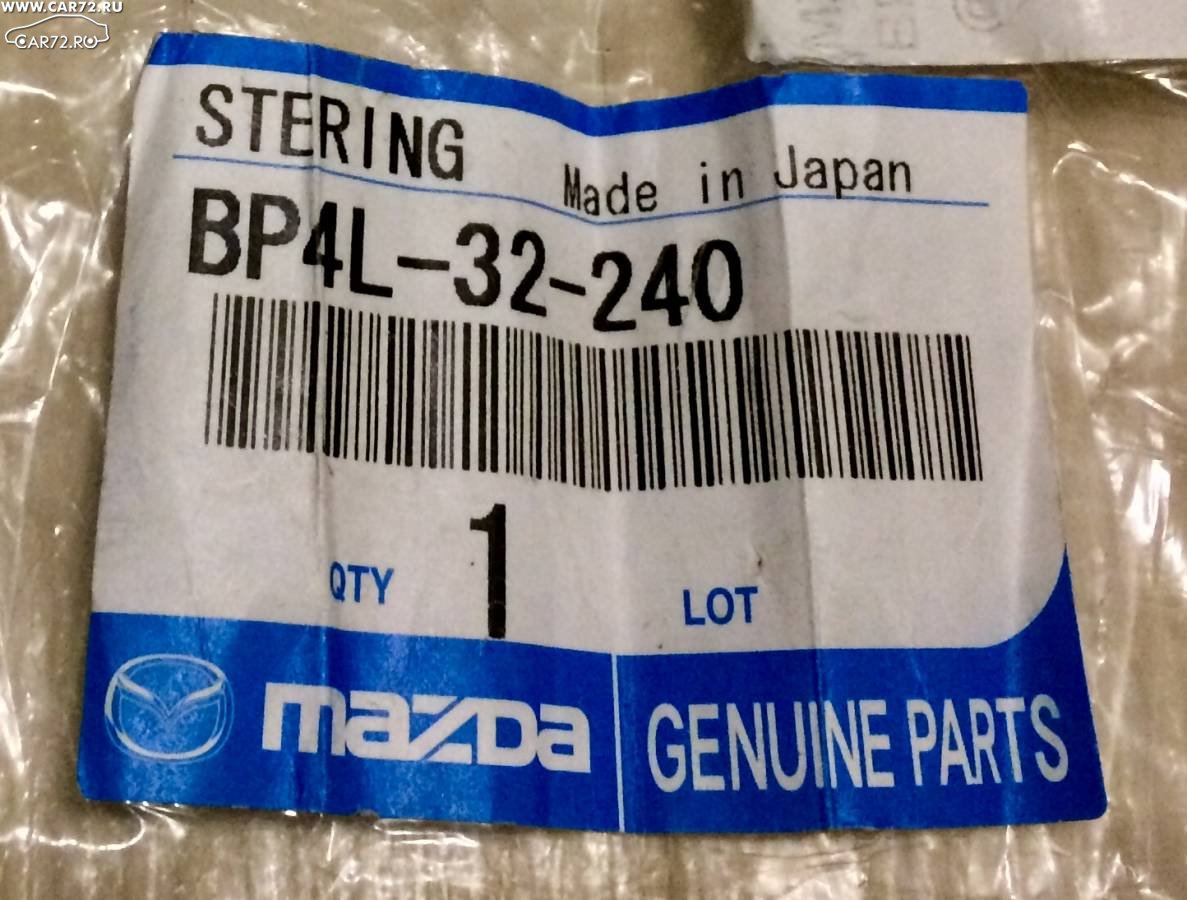 WWW.CAR72.RU
CAR72.RU
STERING
Made in Japan
BP4L-32-240
QTY 1 LOT
mazda GENUINE PARTS